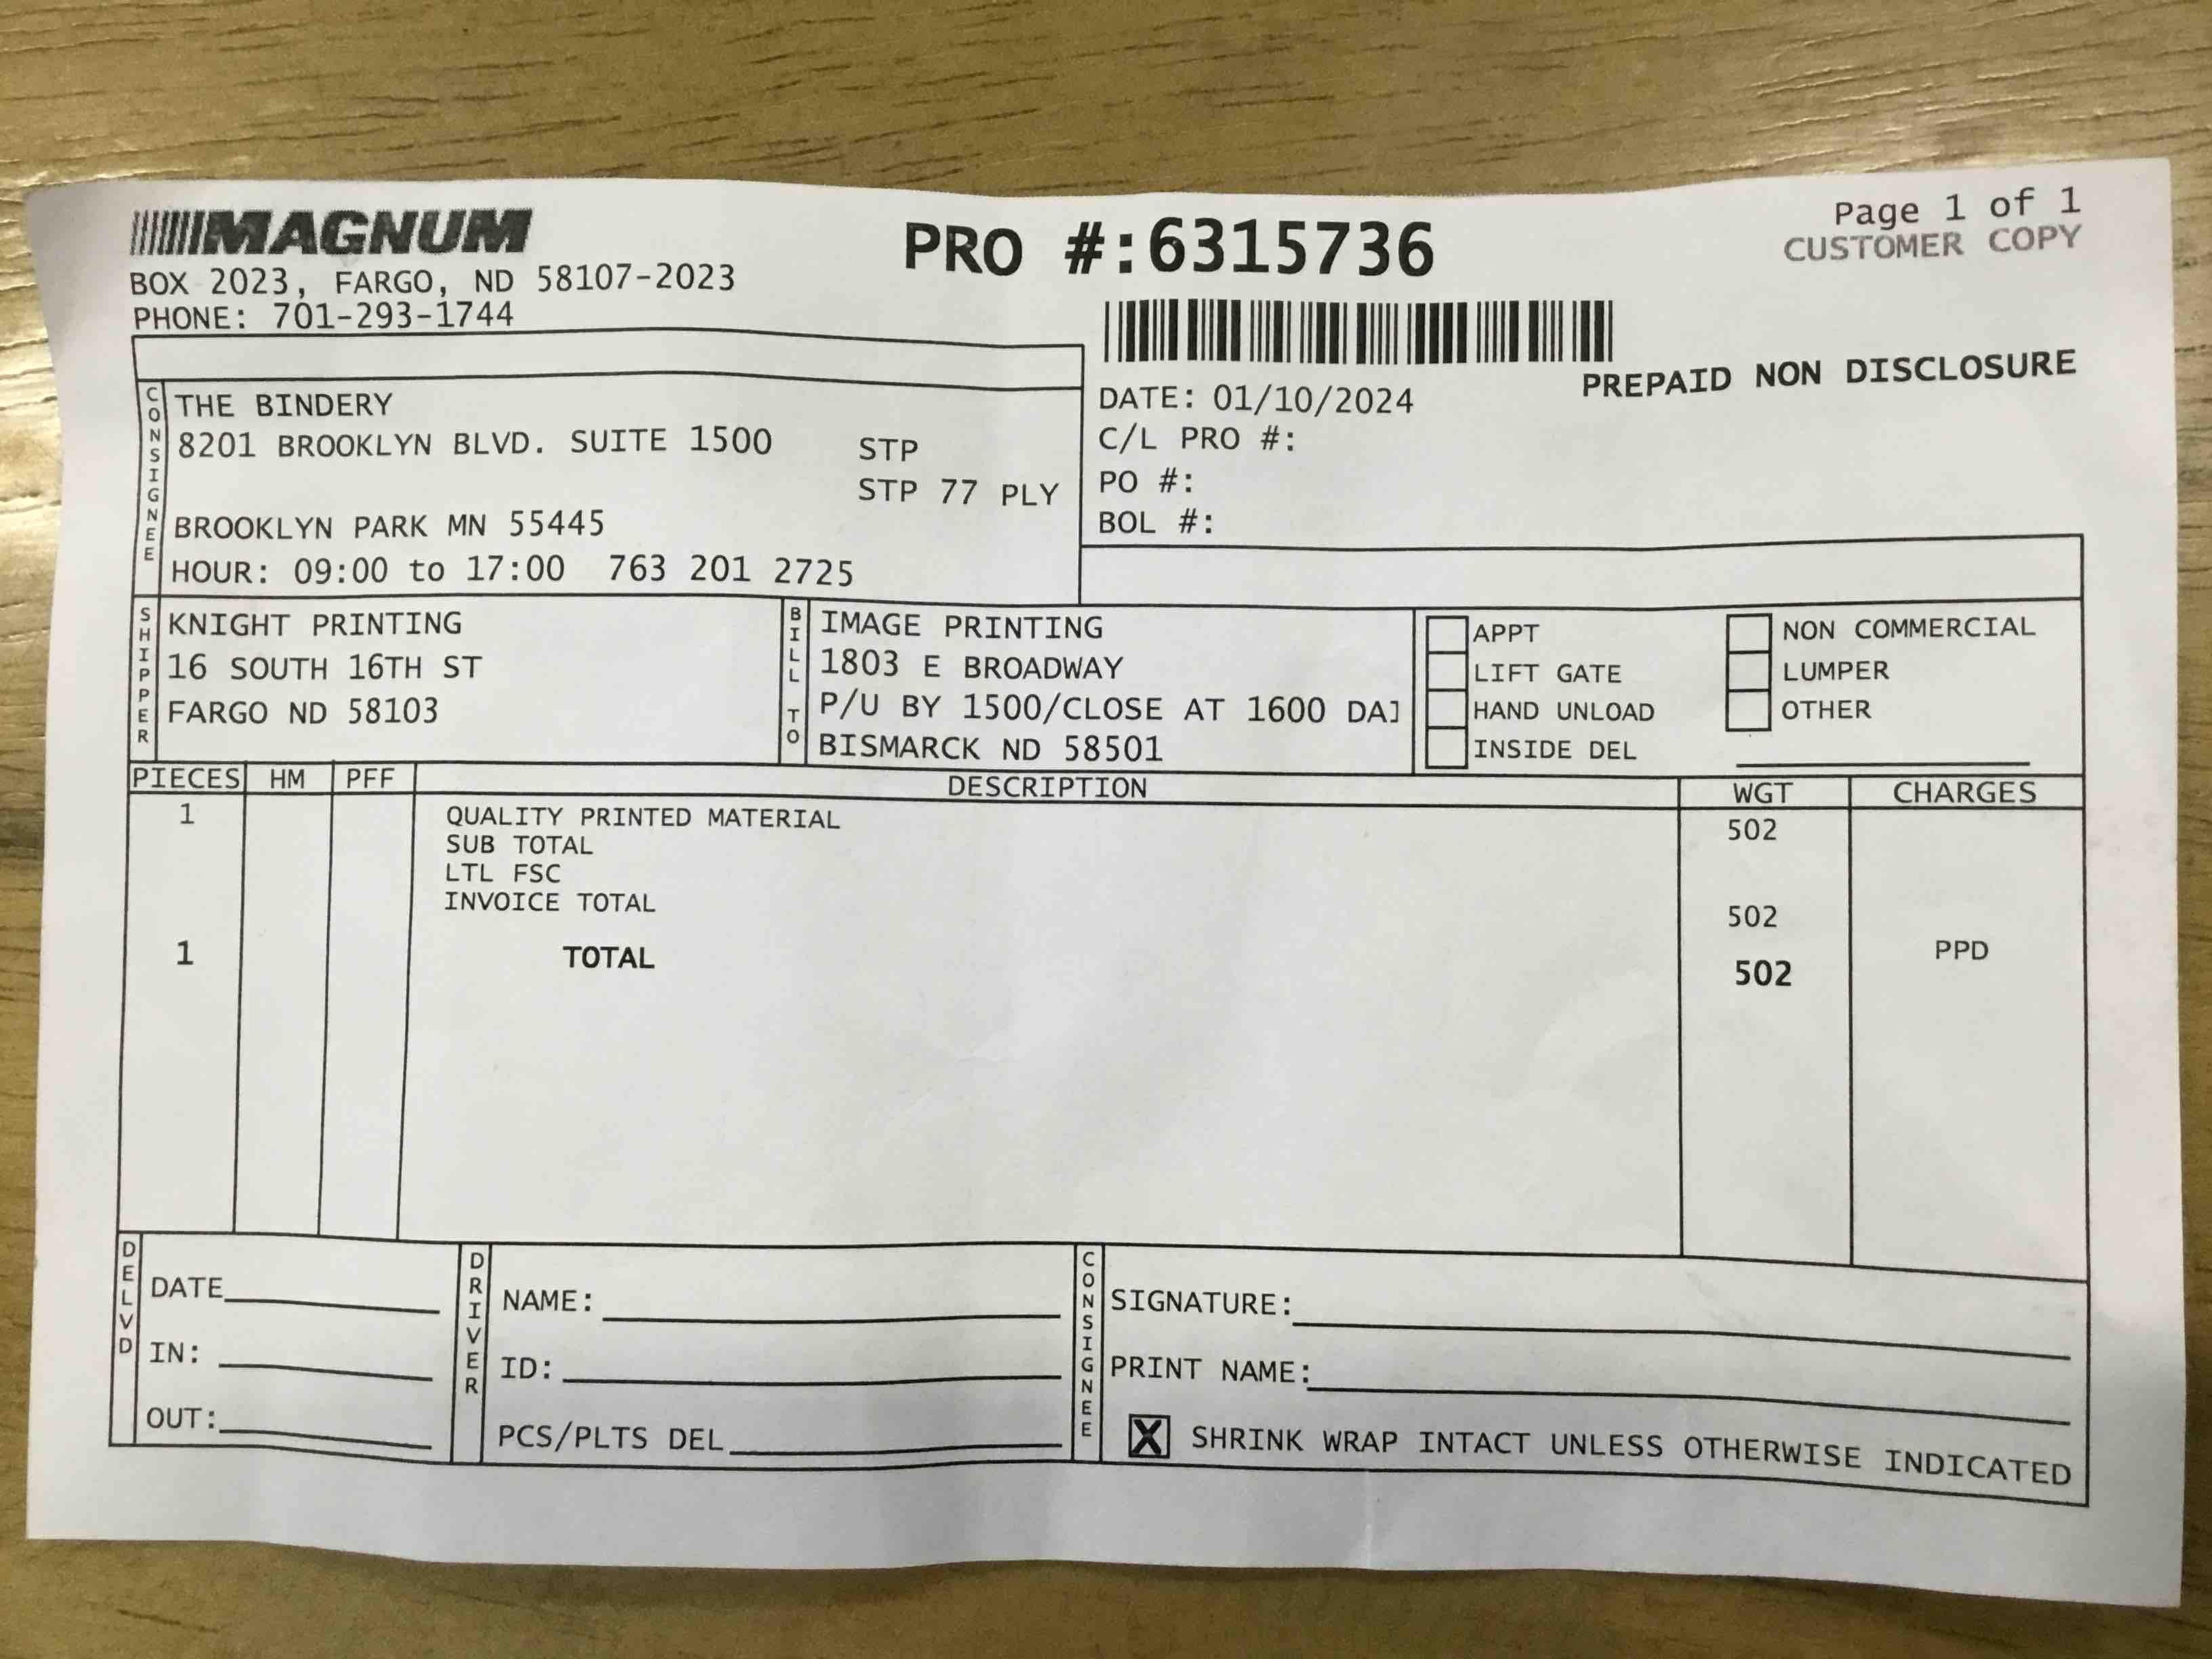 MAGNUM
BOX 2023, FARGO, ND 58107-2023
PHONE: 701-293-1744
PRO #:6315736
Page 1 of 1
CUSTOMER COPY
PREPAID NON DISCLOSURE
CONSIGNEE
THE BINDERY
8201 BROOKLYN BLVD. SUITE 1500
STP
STP 77 PLY
BROOKLYN PARK MN 55445
HOUR: 09:00 to 17:00 763 201 2725
DATE: 01/10/2024
C/L PRO #:
PO #:
BOL #:
SHIPPER
KNIGHT PRINTING
16 SOUTH 16TH ST
FARGO ND 58103
BILL TO
IMAGE PRINTING
1803 E BROADWAY
P/U BY 1500/CLOSE AT 1600 DA
BISMARCK ND 58501
APPT
LIFT GATE
HAND UNLOAD
INSIDE DEL
NON COMMERCIAL
LUMPER
OTHER
PIECES HM PFF DESCRIPTION WGT CHARGES
1 QUALITY PRINTED MATERIAL 502
SUB TOTAL
LTL FSC
INVOICE TOTAL 502
1 TOTAL 502 PPD
DELVD
DATE
IN:
OUT:
DRIVER
NAME:
ID:
PCS/PLTS DEL
CONSIGNEE
SIGNATURE:
PRINT NAME:
X SHRINK WRAP INTACT UNLESS OTHERWISE INDICATED